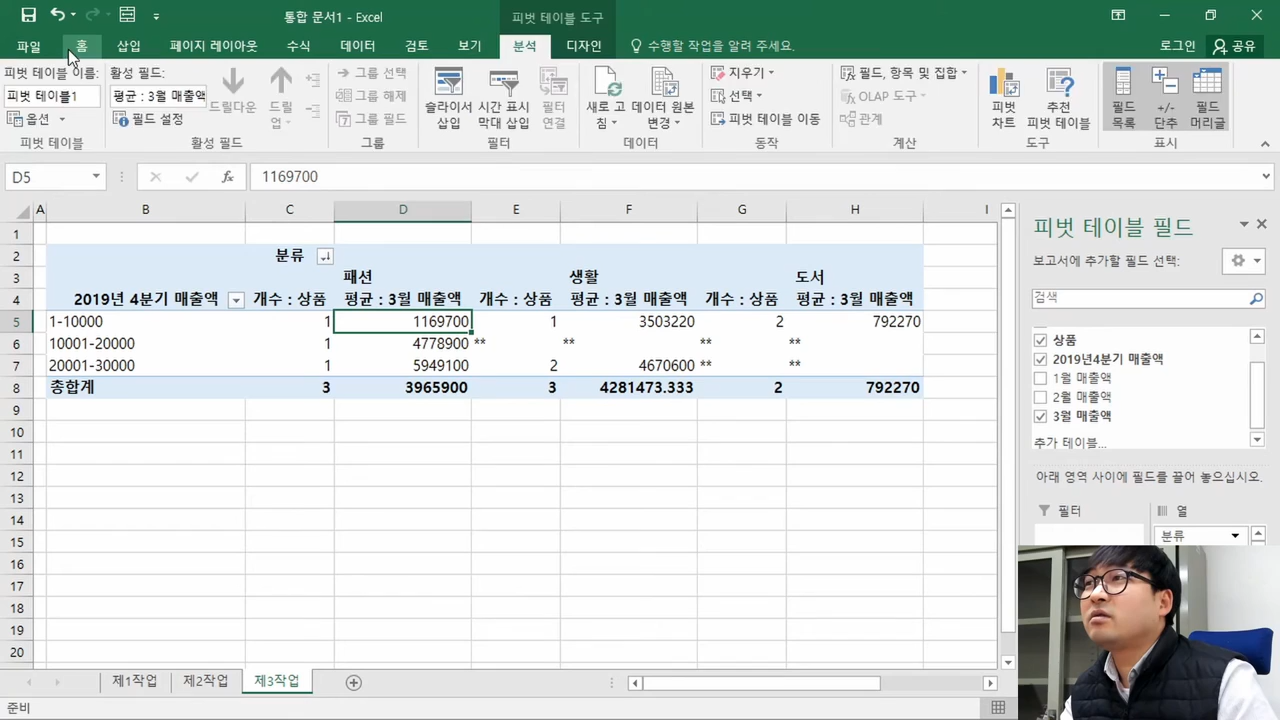 통합 문서1 - Excel
피벗 테이블 도구
파일 홈 삽입 페이지 레이아웃 수식 데이터 검토 보기 분석 디자인 수행할 작업을 알려 주세요. 로그인 공유
피벗 테이블 이름: 활성 필드: 그룹 선택 지우기 필드, 항목 및 집합
피벗 테이블1 평균 : 3월 매출액 드릴다운 드릴업 그룹 해제 슬라이서 삽입 시간 표시 막대 삽입 필터 연결 새로 고침 데이터 원본 변경 선택 OLAP 도구 피벗 차트 추천 피벗 테이블 필드 목록 +/- 단추 필드 머리글
옵션 필드 설정 그룹 필드 피벗 테이블 이동 관계
피벗 테이블 활성 필드 그룹 필터 데이터 동작 계산 도구 표시
D5 fx 1169700
A B C D E F G H I
1
2 분류
3 패션 생활 도서
4 2019년 4분기 매출액 개수 : 상품 평균 : 3월 매출액 개수 : 상품 평균 : 3월 매출액 개수 : 상품 평균 : 3월 매출액
5 1-10000 1 1169700 1 3503220 2 792270
6 10001-20000 1 4778900 ** ** ** **
7 20001-30000 1 5949100 2 4670600 ** **
8 총합계 3 3965900 3 4281473.333 2 792270
9
10
11
12
13
14
15
16
17
18
19
20
피벗 테이블 필드
보고서에 추가할 필드 선택:
검색
상품
2019년4분기 매출액
1월 매출액
2월 매출액
3월 매출액
추가 테이블...
아래 영역 사이에 필드를 끌어 놓으십시오.
필터 열
분류
제1작업 제2작업 제3작업
준비